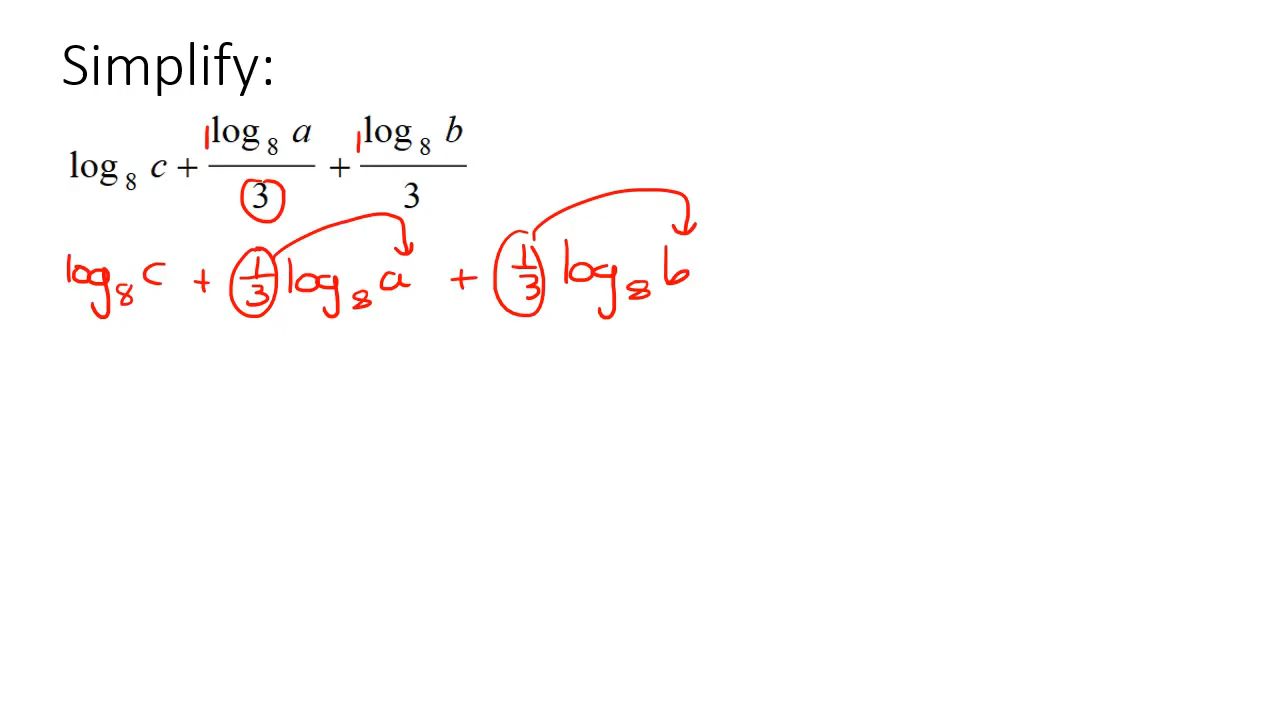 Simplify:
log₈ c + 1log₈ a / 3 + 1log₈ b / 3
log₈ c + 1/3 log₈ a + 1/3 log₈ b